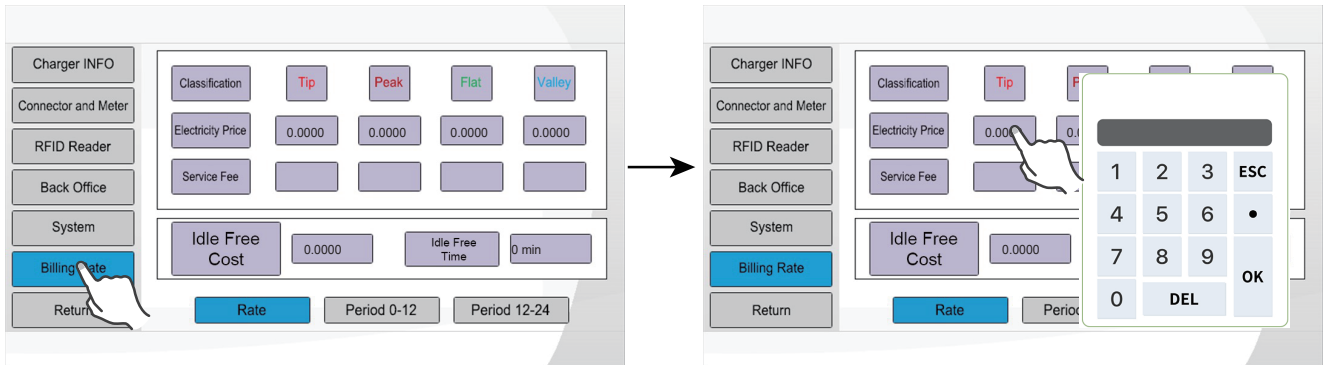 Charger INFO
Connector and Meter
RFID Reader
Back Office
System
Billing Rate
Return
Classification Tip Peak Flat Valley
Electricity Price 0.0000 0.0000 0.0000 0.0000
Service Fee
Idle Free
Cost
0.0000
Idle Free
Time
0 min
Rate Period 0-12 Period 12-24
Charger INFO
Connector and Meter
RFID Reader
Back Office
System
Billing Rate
Return
Classification Tip
Electricity Price
Service Fee
Idle Free
Cost
0.0000
Rate
1 2 3 ESC
4 5 6 •
7 8 9
OK
0 DEL